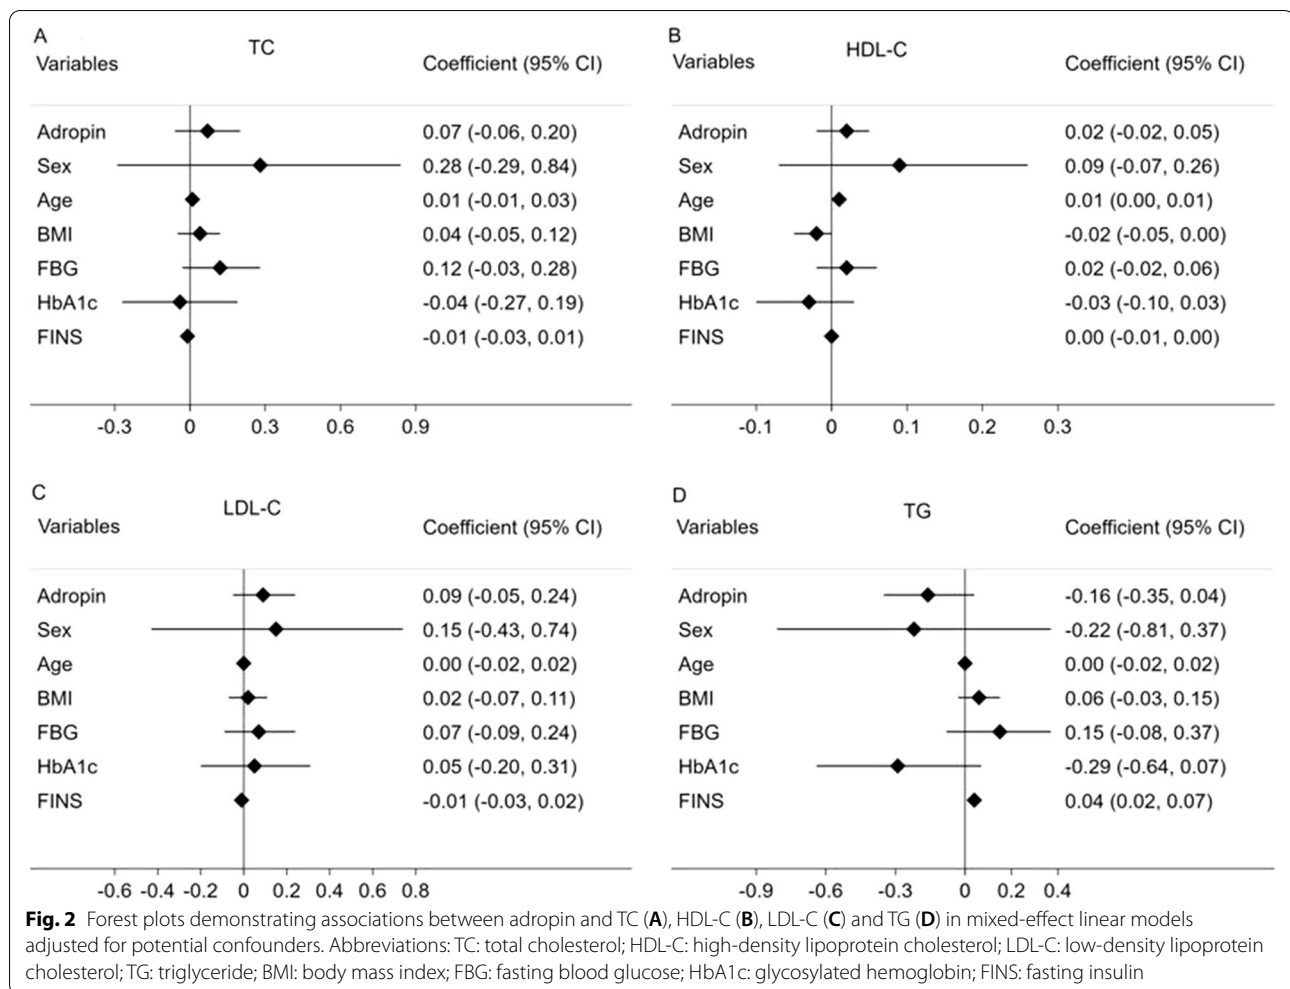 A
TC
Variables
Coefficient (95% CI)
Adropin 0.07 (-0.06, 0.20)
Sex 0.28 (-0.29, 0.84)
Age 0.01 (-0.01, 0.03)
BMI 0.04 (-0.05, 0.12)
FBG 0.12 (-0.03, 0.28)
HbA1c -0.04 (-0.27, 0.19)
FINS -0.01 (-0.03, 0.01)
-0.3 0 0.3 0.6 0.9
B
HDL-C
Variables
Coefficient (95% CI)
Adropin 0.02 (-0.02, 0.05)
Sex 0.09 (-0.07, 0.26)
Age 0.01 (0.00, 0.01)
BMI -0.02 (-0.05, 0.00)
FBG 0.02 (-0.02, 0.06)
HbA1c -0.03 (-0.10, 0.03)
FINS 0.00 (-0.01, 0.00)
-0.1 0 0.1 0.2 0.3
C
LDL-C
Variables
Coefficient (95% CI)
Adropin 0.09 (-0.05, 0.24)
Sex 0.15 (-0.43, 0.74)
Age 0.00 (-0.02, 0.02)
BMI 0.02 (-0.07, 0.11)
FBG 0.07 (-0.09, 0.24)
HbA1c 0.05 (-0.20, 0.31)
FINS -0.01 (-0.03, 0.02)
-0.6 -0.4 -0.2 0 0.2 0.4 0.6 0.8
D
TG
Variables
Coefficient (95% CI)
Adropin -0.16 (-0.35, 0.04)
Sex -0.22 (-0.81, 0.37)
Age 0.00 (-0.02, 0.02)
BMI 0.06 (-0.03, 0.15)
FBG 0.15 (-0.08, 0.37)
HbA1c -0.29 (-0.64, 0.07)
FINS 0.04 (0.02, 0.07)
-0.9 -0.6 -0.3 0 0.2 0.4
Fig. 2 Forest plots demonstrating associations between adropin and TC (A), HDL-C (B), LDL-C (C) and TG (D) in mixed-effect linear models
adjusted for potential confounders. Abbreviations: TC: total cholesterol; HDL-C: high-density lipoprotein cholesterol; LDL-C: low-density lipoprotein
cholesterol; TG: triglyceride; BMI: body mass index; FBG: fasting blood glucose; HbA1c: glycosylated hemoglobin; FINS: fasting insulin